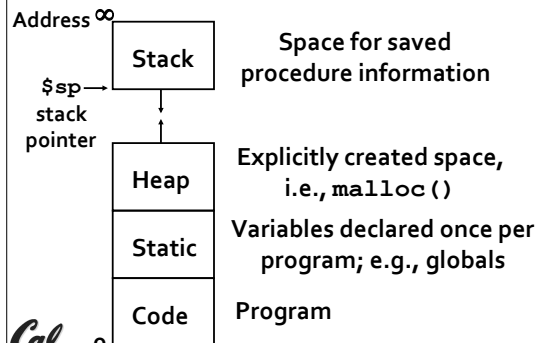 Address ∞
Stack
Space for saved
procedure information
$sp
stack
pointer
Heap
Explicitly created space,
i.e., malloc()
Static
Variables declared once per
program; e.g., globals
Code
Program
Cal
0